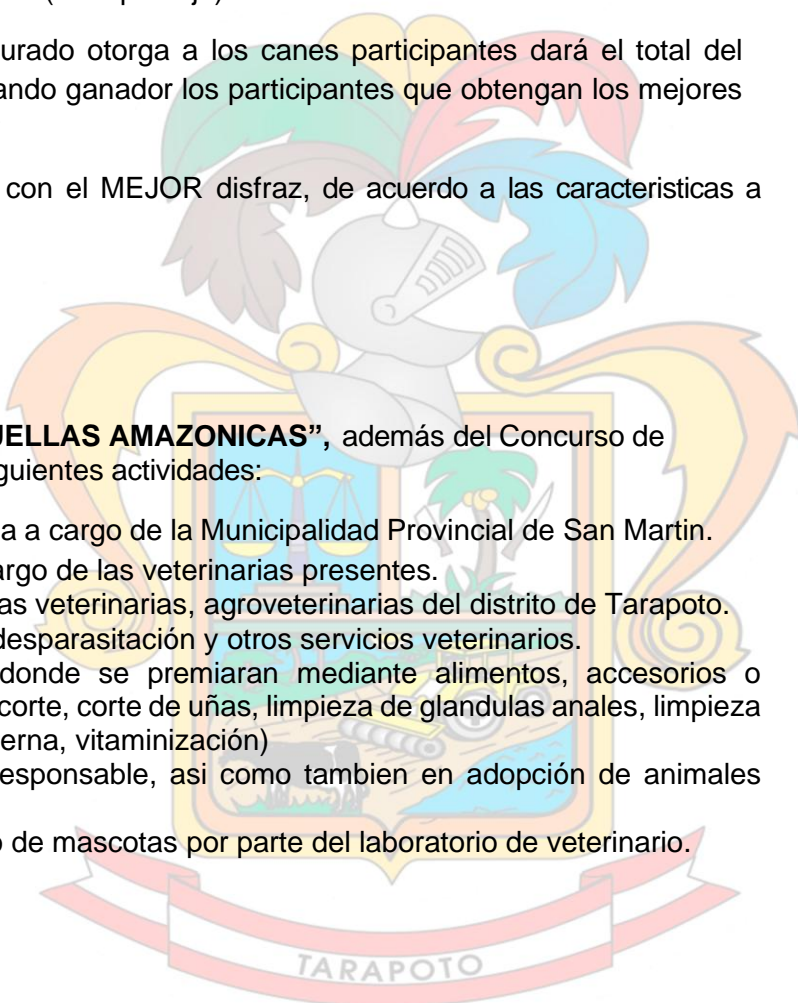 urado otorga a los canes participantes dará el total del
ando ganador los participantes que obtengan los mejores
con el MEJOR disfraz, de acuerdo a las caracteristicas a
UELLAS AMAZONICAS”, además del Concurso de
guientes actividades:
a a cargo de la Municipalidad Provincial de San Martin.
argo de las veterinarias presentes.
as veterinarias, agroveterinarias del distrito de Tarapoto.
desparasitación y otros servicios veterinarios.
donde se premiaran mediante alimentos, accesorios o
corte, corte de uñas, limpieza de glandulas anales, limpieza
erna, vitaminización)
esponsable, asi como tambien en adopción de animales
o de mascotas por parte del laboratorio de veterinario.
TARAPOTO